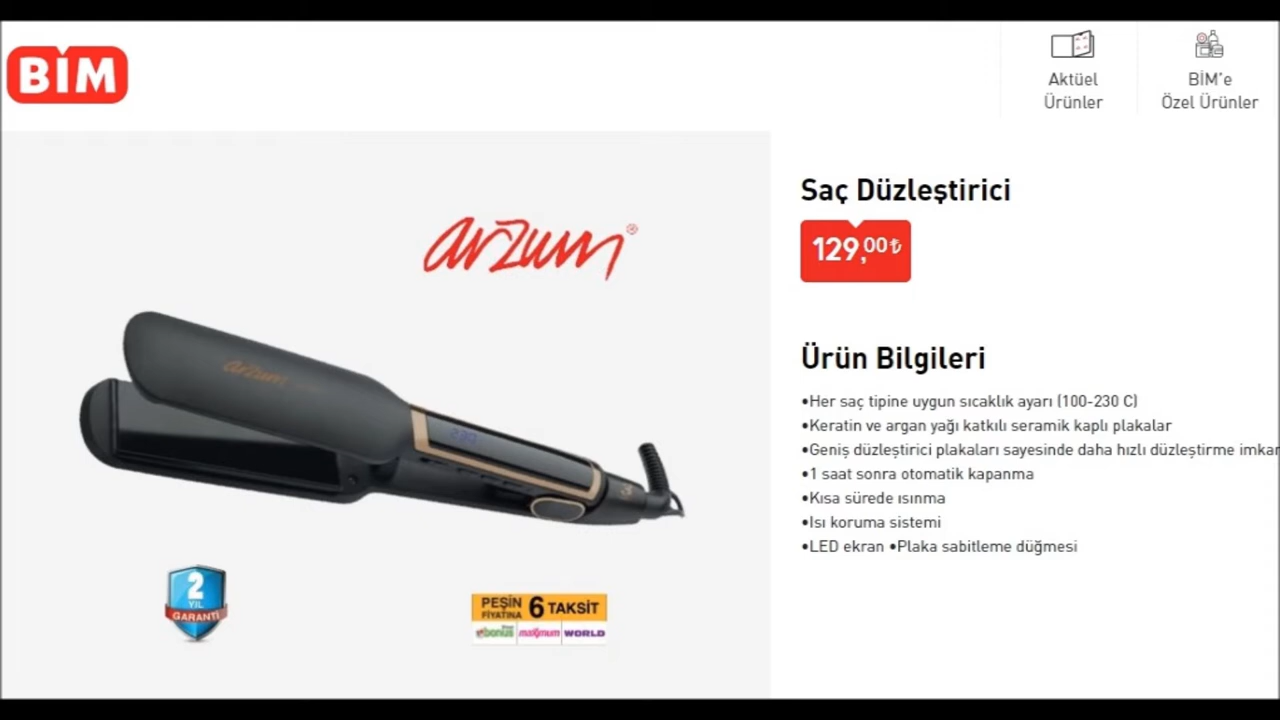 BİM
Aktüel
Ürünler
BİM'e
Özel Ürünler
arzum®
arzum
230
2
YIL
GARANTİ
PEŞİN
FİYATINA
6 TAKSİT
bonus
maximum
WORLD
Saç Düzleştirici
129,00₺
Ürün Bilgileri
•Her saç tipine uygun sıcaklık ayarı (100-230 C)
•Keratin ve argan yağı katkılı seramik kaplı plakalar
•Geniş düzleştirici plakaları sayesinde daha hızlı düzleştirme imkan
•1 saat sonra otomatik kapanma
•Kısa sürede ısınma
•Isı koruma sistemi
•LED ekran •Plaka sabitleme düğmesi